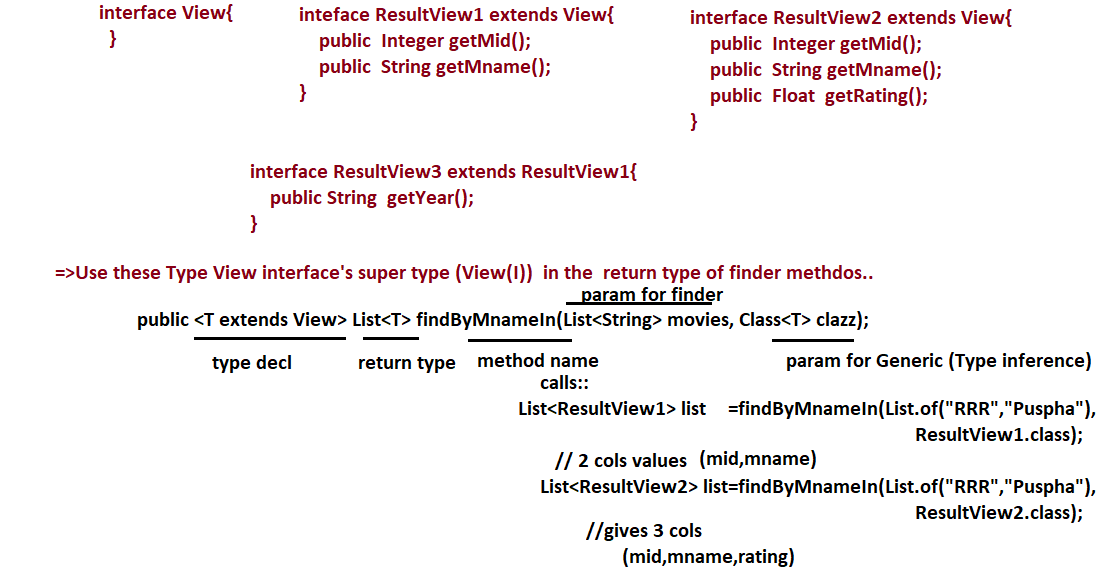 interface View{
}
inteface ResultView1 extends View{
public  Integer getMid();
public  String getMname();
}
interface ResultView2 extends View{
public  Integer getMid();
public  String getMname();
public  Float  getRating();
}
interface ResultView3 extends ResultView1{
public String  getYear();
}
=>Use these Type View interface's super type (View(I))  in the  return type of finder methdos..
param for finder
public <T extends View> List<T> findByMnameIn(List<String> movies, Class<T> clazz);
type decl
return type
method name
param for Generic (Type inference)
calls::
List<ResultView1> list    =findByMnameIn(List.of("RRR","Puspha"),
ResultView1.class);
// 2 cols values  (mid,mname)
List<ResultView2> list=findByMnameIn(List.of("RRR","Puspha"),
ResultView2.class);
//gives 3 cols
(mid,mname,rating)